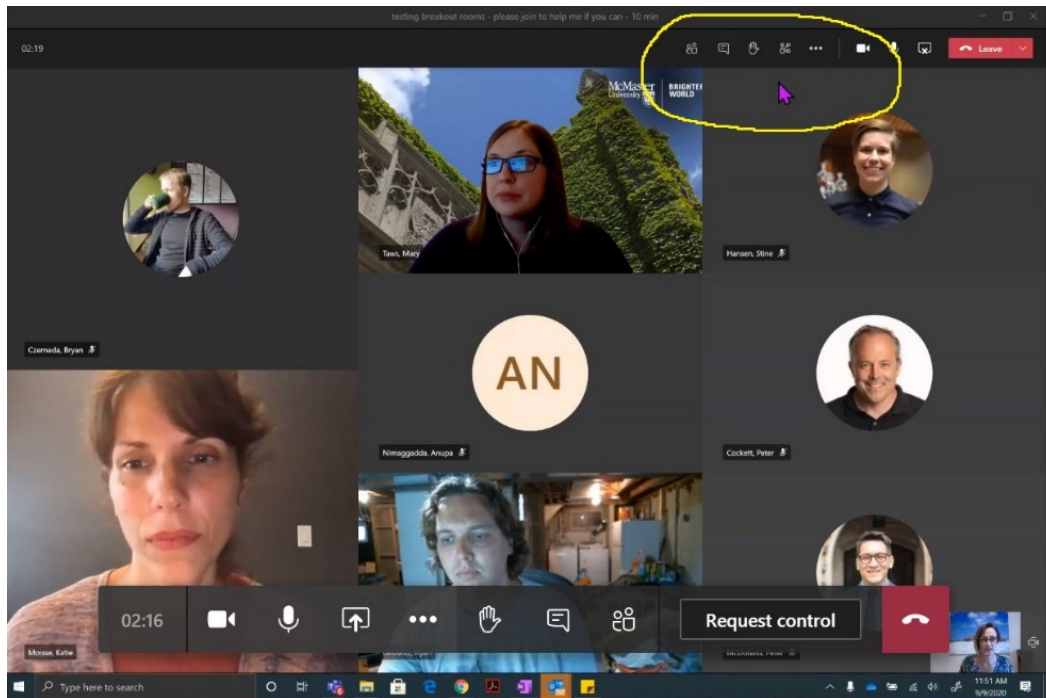 testing breakout rooms - please join to help me if you can - 10 min
02:19
Leave
McMaster
University
BRIGHTER
WORLD
Taws, Mary
Hansen, Stine
Czerneda, Bryan
AN
Nimaggadda, Anupa
Cockett, Peter
02:16
Request control
Moisse, Katie
McDonald, Peter
Type here to search
11:51 AM
9/9/2020